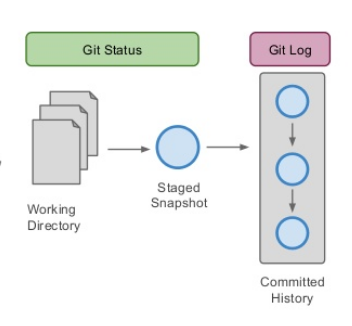 Git Status
Git Log
Staged
Snapshot
Working
Directory
Committed
History